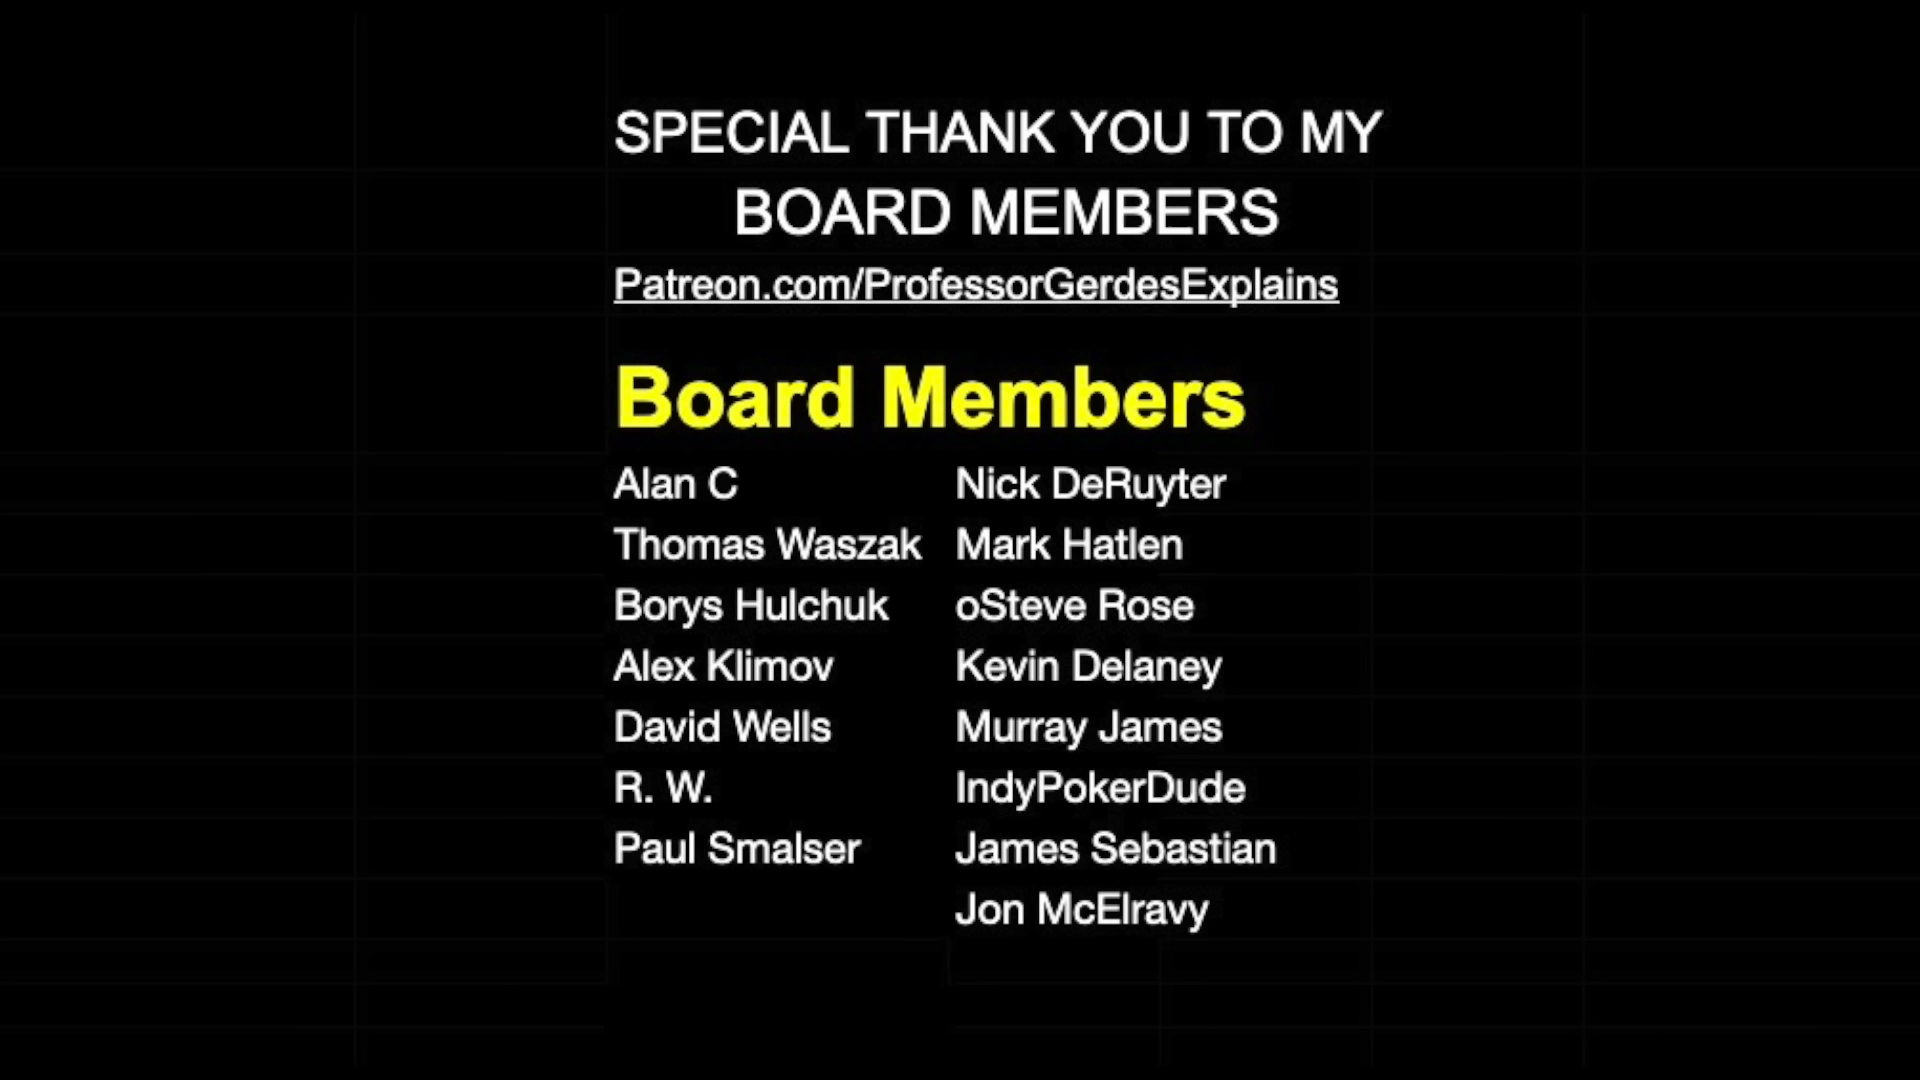 SPECIAL THANK YOU TO MY
BOARD MEMBERS
Patreon.com/ProfessorGerdesExplains
Board Members
Alan C
Thomas Waszak
Borys Hulchuk
Alex Klimov
David Wells
R. W.
Paul Smalser
Nick DeRuyter
Mark Hatlen
oSteve Rose
Kevin Delaney
Murray James
IndyPokerDude
James Sebastian
Jon McElravy